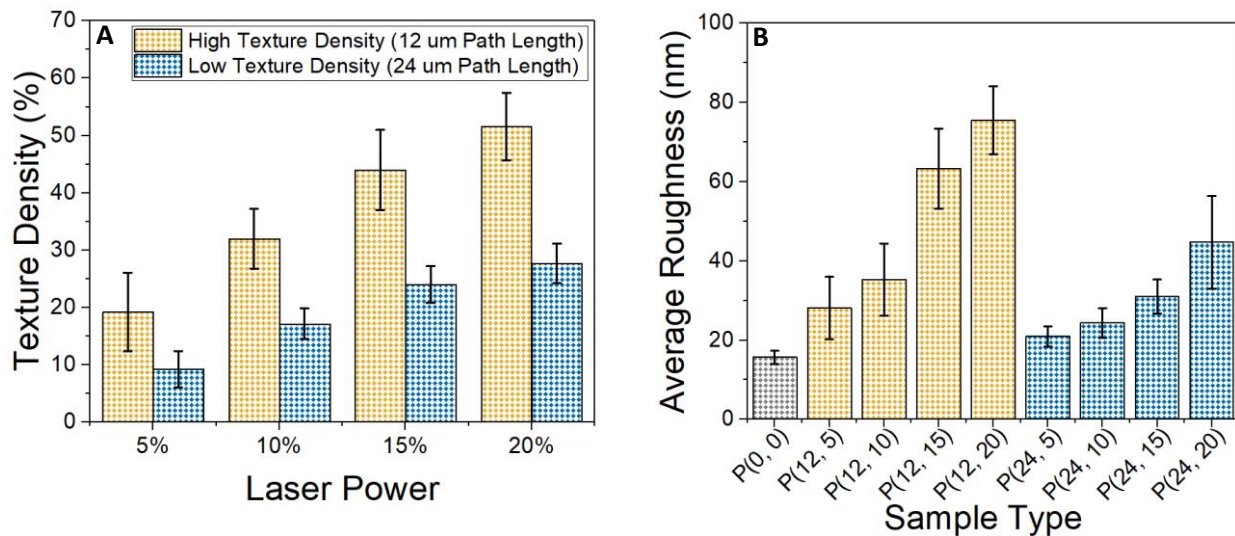 A
High Texture Density (12 um Path Length)
Low Texture Density (24 um Path Length)
Texture Density (%)
70
60
50
40
30
20
10
0
5% 10% 15% 20%
Laser Power
B
Average Roughness (nm)
100
80
60
40
20
0
P(0, 0) P(12, 5) P(12, 10) P(12, 15) P(12, 20) P(24, 5) P(24, 10) P(24, 15) P(24, 20)
Sample Type